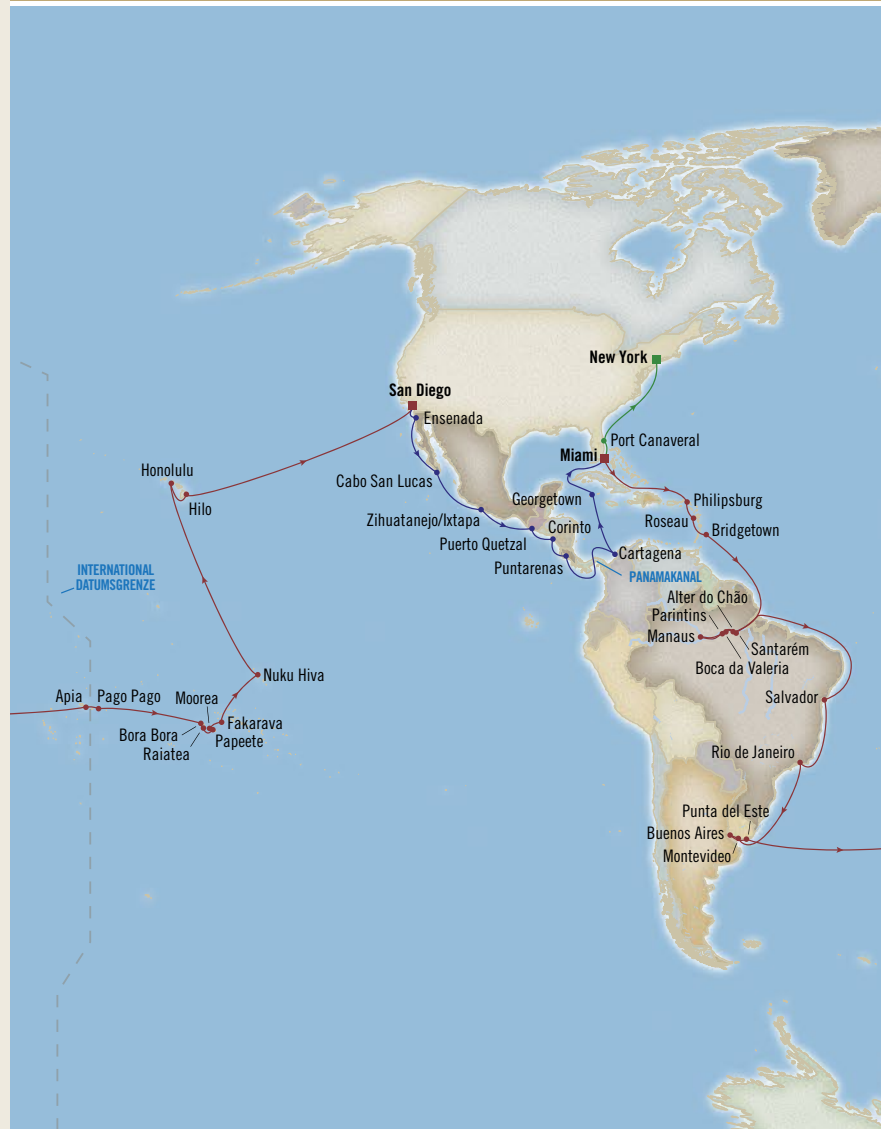 New York
San Diego
Ensenada
Port Canaveral
Miami
Honolulu
Hilo
Cabo San Lucas
Georgetown
Philipsburg
Zihuatanejo/Ixtapa
Corinto
Roseau
Bridgetown
Puerto Quetzal
Cartagena
Puntarenas
PANAMAKANAL
INTERNATIONAL
DATUMSGRENZE
Alter do Chão
Parintins
Manaus
Santarém
Boca da Valeria
Nuku Hiva
Apia
Pago Pago
Moorea
Salvador
Fakarava
Bora Bora
Papeete
Raiatea
Rio de Janeiro
Punta del Este
Buenos Aires
Montevideo